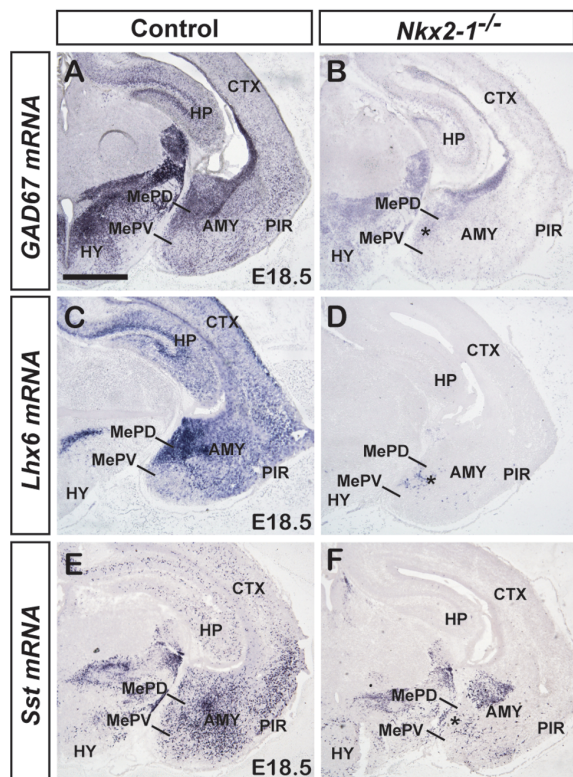 Control
Nkx2-1-/-
GAD67 mRNA
A
CTX
HP
MePD
MePV
AMY
PIR
HY
E18.5
B
CTX
HP
MePD
MePV
*
AMY
PIR
HY
Lhx6 mRNA
C
CTX
HP
MePD
AMY
MePV
PIR
HY
E18.5
D
CTX
HP
MePD
MePV
*
AMY
PIR
HY
Sst mRNA
E
CTX
HP
MePD
AMY
MePV
PIR
HY
E18.5
F
CTX
HP
MePD
AMY
MePV
*
PIR
HY